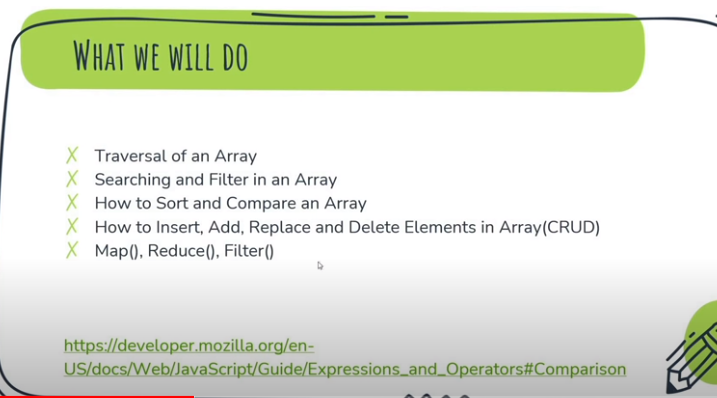 What we will do
X Traversal of an Array
X Searching and Filter in an Array
X How to Sort and Compare an Array
X How to Insert, Add, Replace and Delete Elements in Array(CRUD)
X Map(), Reduce(), Filter()
https://developer.mozilla.org/en-
US/docs/Web/JavaScript/Guide/Expressions_and_Operators#Comparison